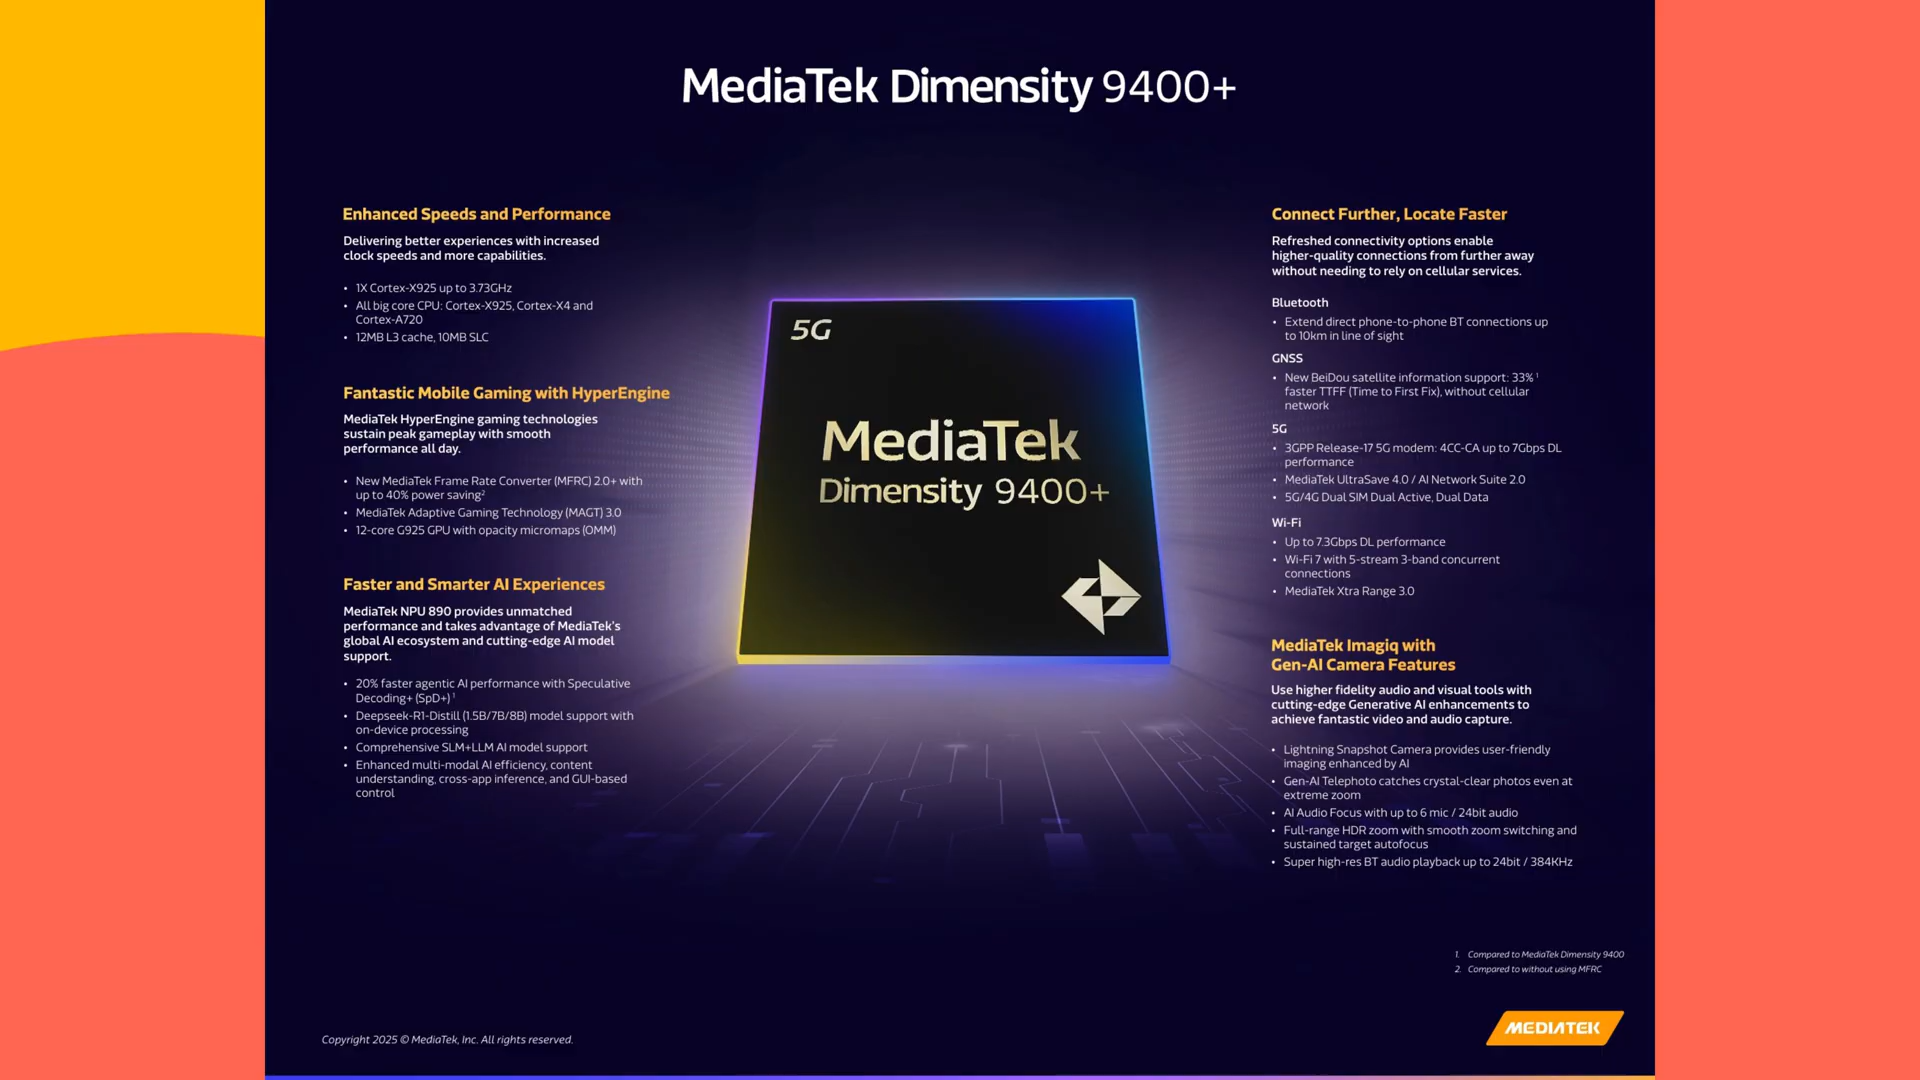 MediaTek Dimensity 9400+
Enhanced Speeds and Performance
Delivering better experiences with increased
clock speeds and more capabilities.
• 1X Cortex-X925 up to 3.73GHz
• All big core CPU: Cortex-X925, Cortex-X4 and
Cortex-A720
• 12MB L3 cache, 10MB SLC
Fantastic Mobile Gaming with HyperEngine
MediaTek HyperEngine gaming technologies
sustain peak gameplay with smooth
performance all day.
• New MediaTek Frame Rate Converter (MFRC) 2.0+ with
up to 40% power saving²
• MediaTek Adaptive Gaming Technology (MAGT) 3.0
• 12-core G925 GPU with opacity micromaps (OMM)
Faster and Smarter AI Experiences
MediaTek NPU 890 provides unmatched
performance and takes advantage of MediaTek's
global AI ecosystem and cutting-edge AI model
support.
• 20% faster agentic AI performance with Speculative
Decoding+ (SpD+) ¹
• Deepseek-R1-Distill (1.5B/7B/8B) model support with
on-device processing
• Comprehensive SLM+LLM AI model support
• Enhanced multi-modal AI efficiency, content
understanding, cross-app inference, and GUI-based
control
5G
MediaTek
Dimensity 9400+
Connect Further, Locate Faster
Refreshed connectivity options enable
higher-quality connections from further away
without needing to rely on cellular services.
Bluetooth
• Extend direct phone-to-phone BT connections up
to 10km in line of sight
GNSS
• New BeiDou satellite information support: 33% ¹
faster TTFF (Time to First Fix), without cellular
network
5G
• 3GPP Release-17 5G modem: 4CC-CA up to 7Gbps DL
performance
• MediaTek UltraSave 4.0 / AI Network Suite 2.0
• 5G/4G Dual SIM Dual Active, Dual Data
Wi-Fi
• Up to 7.3Gbps DL performance
• Wi-Fi 7 with 5-stream 3-band concurrent
connections
• MediaTek Xtra Range 3.0
MediaTek Imagiq with
Gen-AI Camera Features
Use higher fidelity audio and visual tools with
cutting-edge Generative AI enhancements to
achieve fantastic video and audio capture.
• Lightning Snapshot Camera provides user-friendly
imaging enhanced by AI
• Gen-AI Telephoto catches crystal-clear photos even at
extreme zoom
• AI Audio Focus with up to 6 mic / 24bit audio
• Full-range HDR zoom with smooth zoom switching and
sustained target autofocus
• Super high-res BT audio playback up to 24bit / 384KHz
1. Compared to MediaTek Dimensity 9400
2. Compared to without using MFRC
Copyright 2025 © MediaTek, Inc. All rights reserved.
MEDIATEK